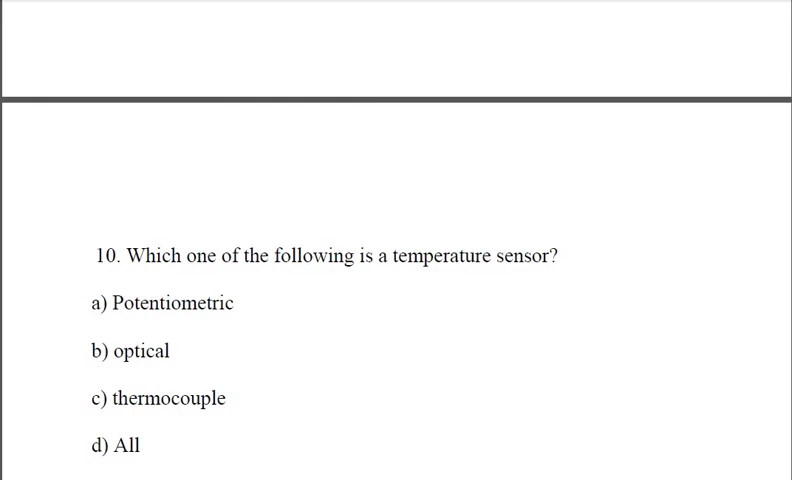 10. Which one of the following is a temperature sensor?
a) Potentiometric
b) optical
c) thermocouple
d) All